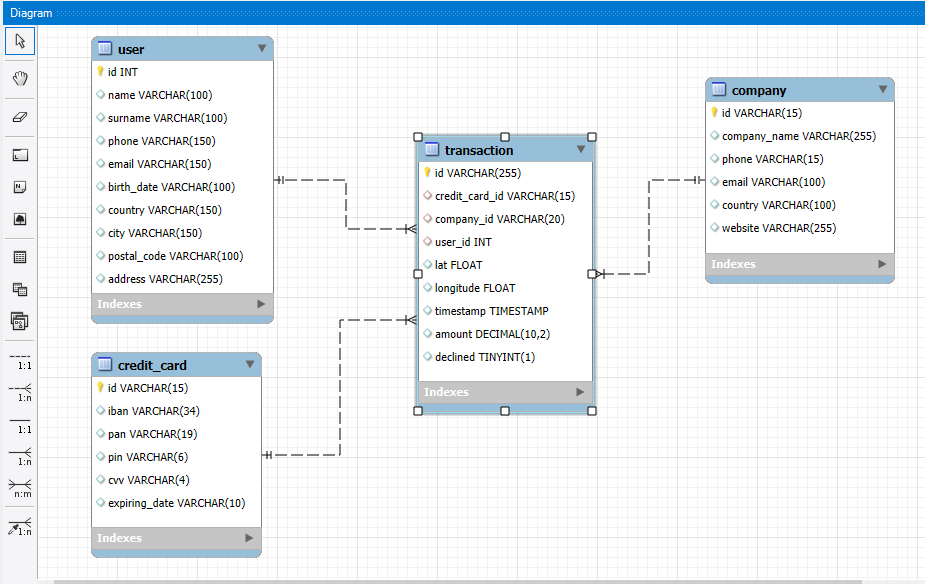 Diagram
user
id INT
name VARCHAR(100)
surname VARCHAR(100)
phone VARCHAR(150)
email VARCHAR(150)
birth_date VARCHAR(100)
country VARCHAR(150)
city VARCHAR(150)
postal_code VARCHAR(100)
address VARCHAR(255)
Indexes
credit_card
id VARCHAR(15)
iban VARCHAR(34)
pan VARCHAR(19)
pin VARCHAR(6)
cvv VARCHAR(4)
expiring_date VARCHAR(10)
Indexes
transaction
id VARCHAR(255)
credit_card_id VARCHAR(15)
company_id VARCHAR(20)
user_id INT
lat FLOAT
longitude FLOAT
timestamp TIMESTAMP
amount DECIMAL(10,2)
declined TINYINT(1)
Indexes
company
id VARCHAR(15)
company_name VARCHAR(255)
phone VARCHAR(15)
email VARCHAR(100)
country VARCHAR(100)
website VARCHAR(255)
Indexes
1:1
1:n
1:1
1:n
n:m
1:n